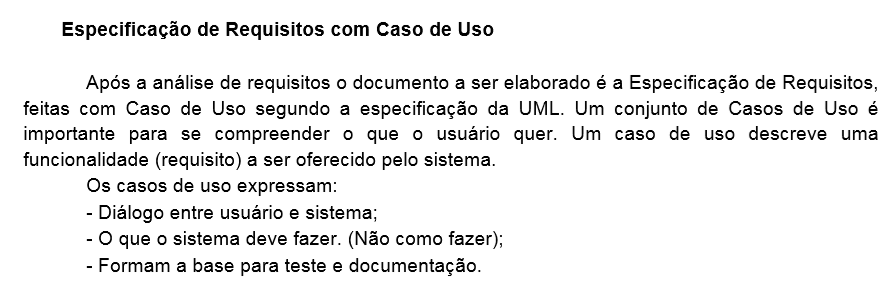 Especificação de Requisitos com Caso de Uso
Após a análise de requisitos o documento a ser elaborado é a Especificação de Requisitos,
feitas com Caso de Uso segundo a especificação da UML. Um conjunto de Casos de Uso é
importante para se compreender o que o usuário quer. Um caso de uso descreve uma
funcionalidade (requisito) a ser oferecido pelo sistema.
Os casos de uso expressam:
- Diálogo entre usuário e sistema;
- O que o sistema deve fazer. (Não como fazer);
- Formam a base para teste e documentação.